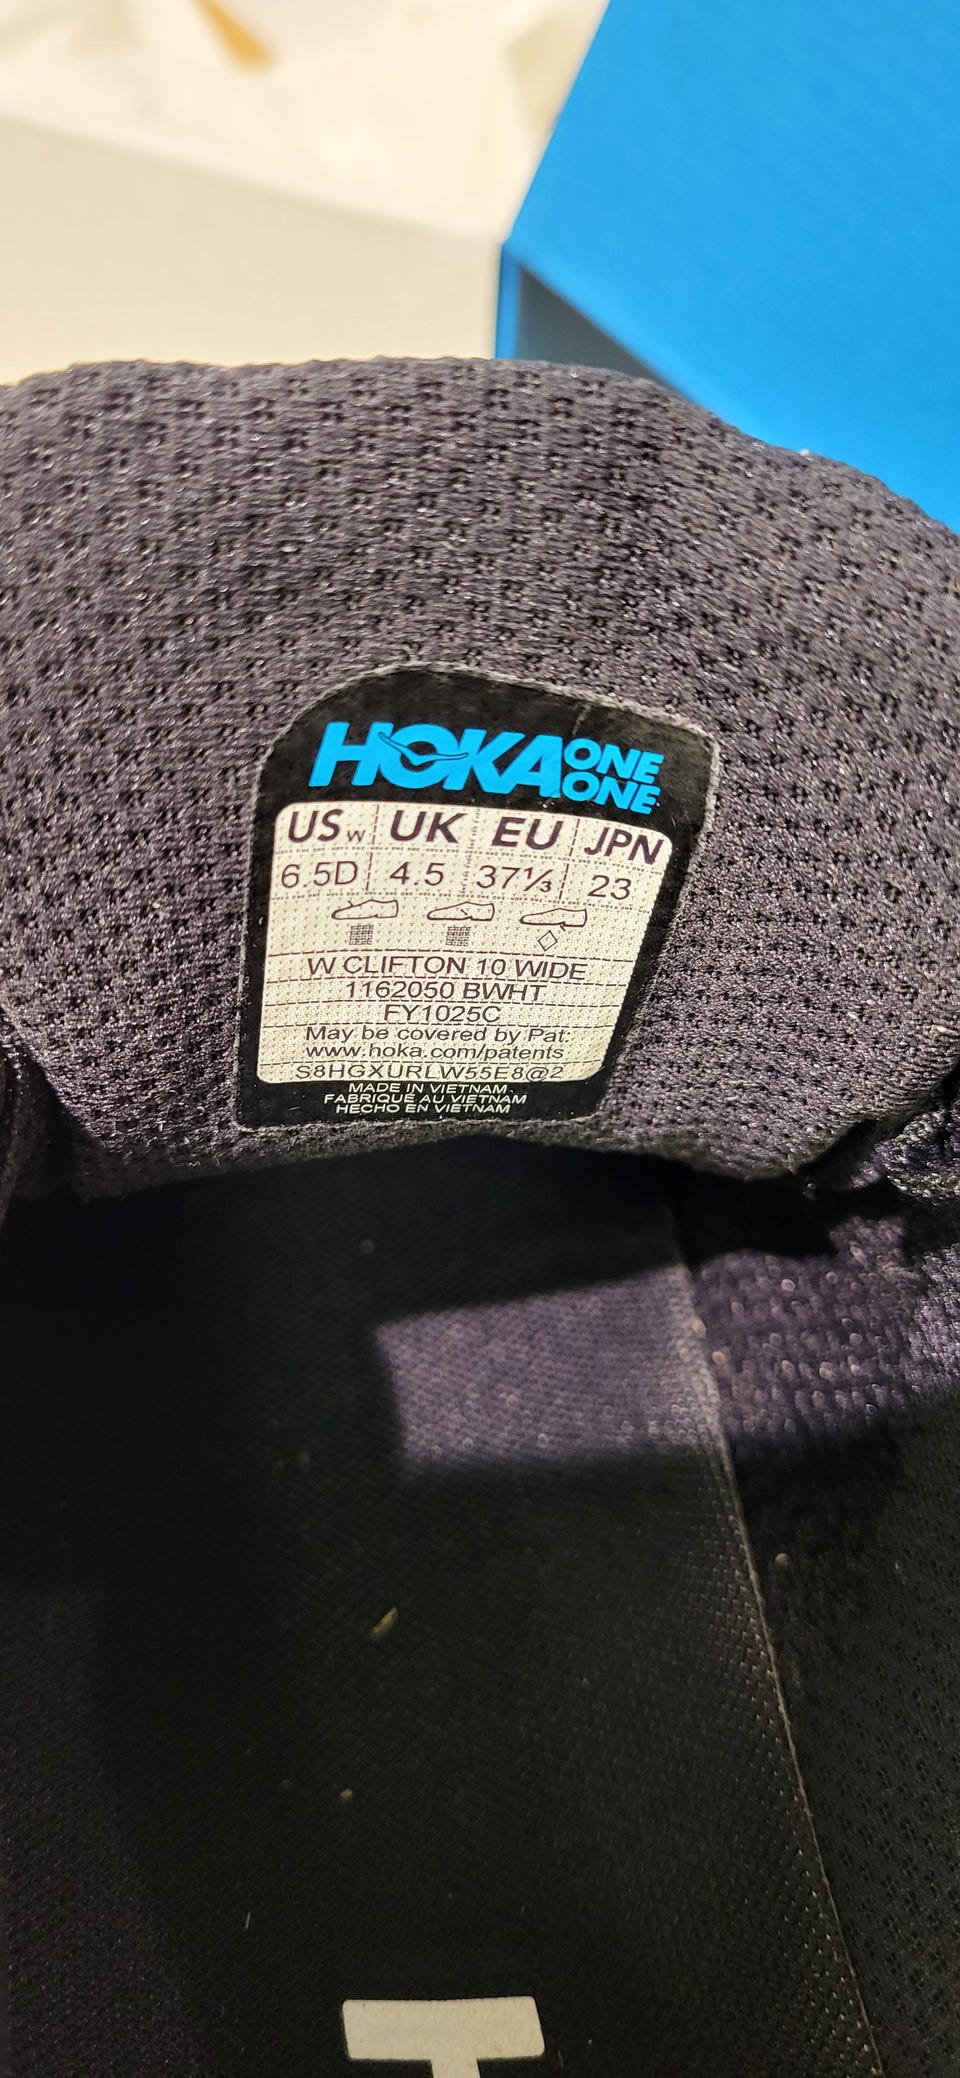 HOKA ONE ONE
USw UK EU JPN
6.5D 4.5 37⅓ 23
W CLIFTON 10 WIDE
1162050 BWHT
FY1025C
May be covered by Pat:
www.hoka.com/patents
S8HGXURLW55E8@2
MADE IN VIETNAM
FABRIQUÉ AU VIETNAM
HECHO EN VIETNAM